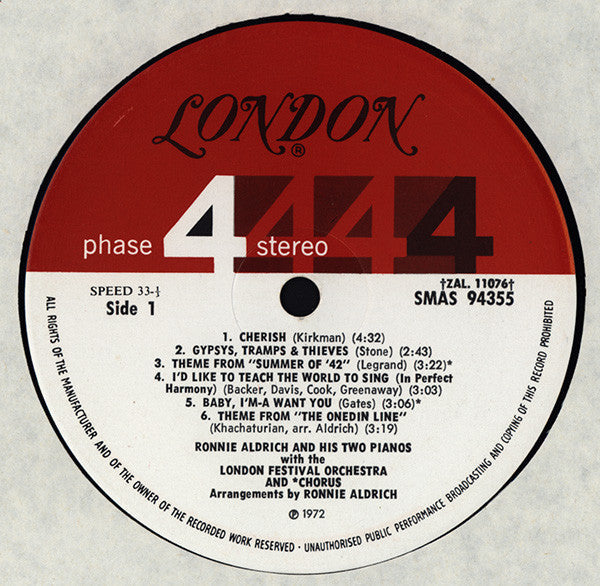 LONDON
®
phase 4 stereo 4 4 4
SPEED 33-⅓
Side 1
†ZAL. 11076†
SMAS 94355
1. CHERISH (Kirkman) (4:32)
2. GYPSYS, TRAMPS & THIEVES (Stone) (2:43)
3. THEME FROM "SUMMER OF '42" (Legrand) (3:22)*
4. I'D LIKE TO TEACH THE WORLD TO SING (In Perfect
Harmony) (Backer, Davis, Cook, Greenaway) (3:03)
5. BABY, I'M-A WANT YOU (Gates) (3:06)*
6. THEME FROM "THE ONEDIN LINE"
(Khachaturian, arr. Aldrich) (3:19)
RONNIE ALDRICH AND HIS TWO PIANOS
with the
LONDON FESTIVAL ORCHESTRA
AND *CHORUS
Arrangements by RONNIE ALDRICH
℗ 1972
ALL RIGHTS OF THE MANUFACTURER AND OF THE OWNER OF THE RECORDED WORK RESERVED · UNAUTHORISED PUBLIC PERFORMANCE BROADCASTING AND COPYING OF THIS RECORD PROHIBITED